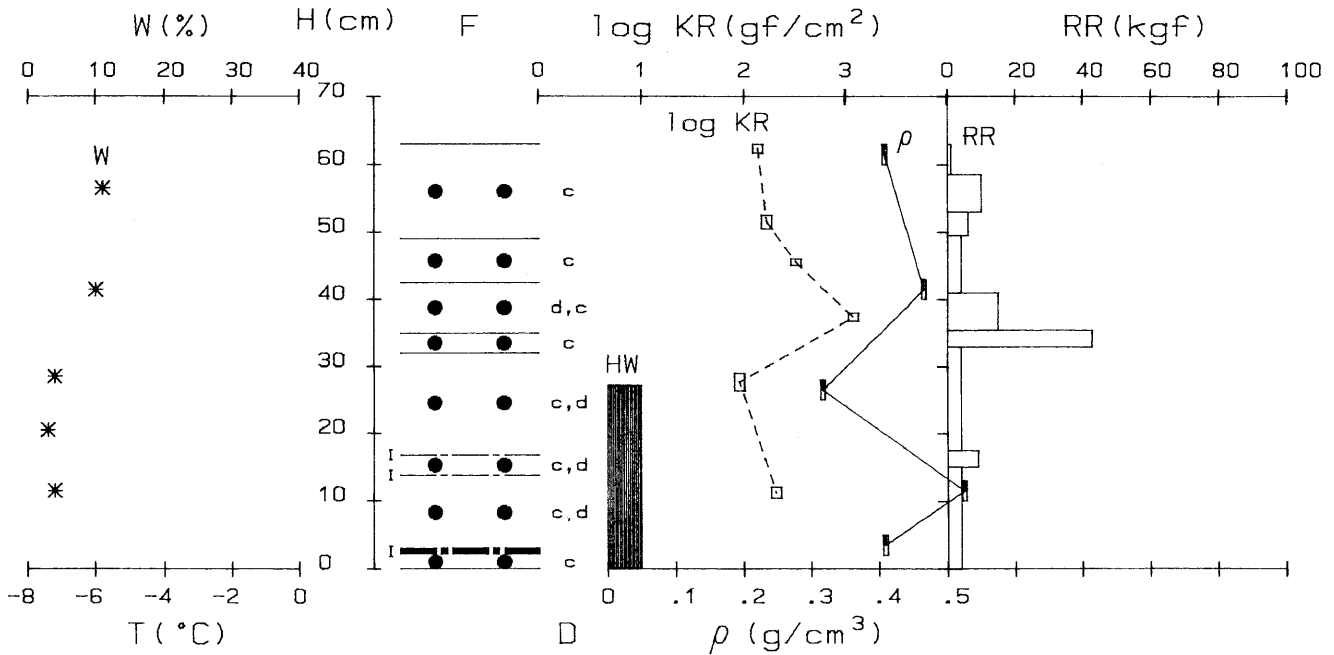 W(%) H(cm) F log KR(gf/cm²) RR(kgf)
0 10 20 30 40 0 1 2 3 0 20 40 60 80 100
70
log KR ρ RR
W 60
c
50
c
40
d,c
c
30 HW
c,d
20
I c,d
I
10
c,d
I
0 c
-8 -6 -4 -2 0 0 .1 .2 .3 .4 .5
T(°C) D ρ (g/cm³)